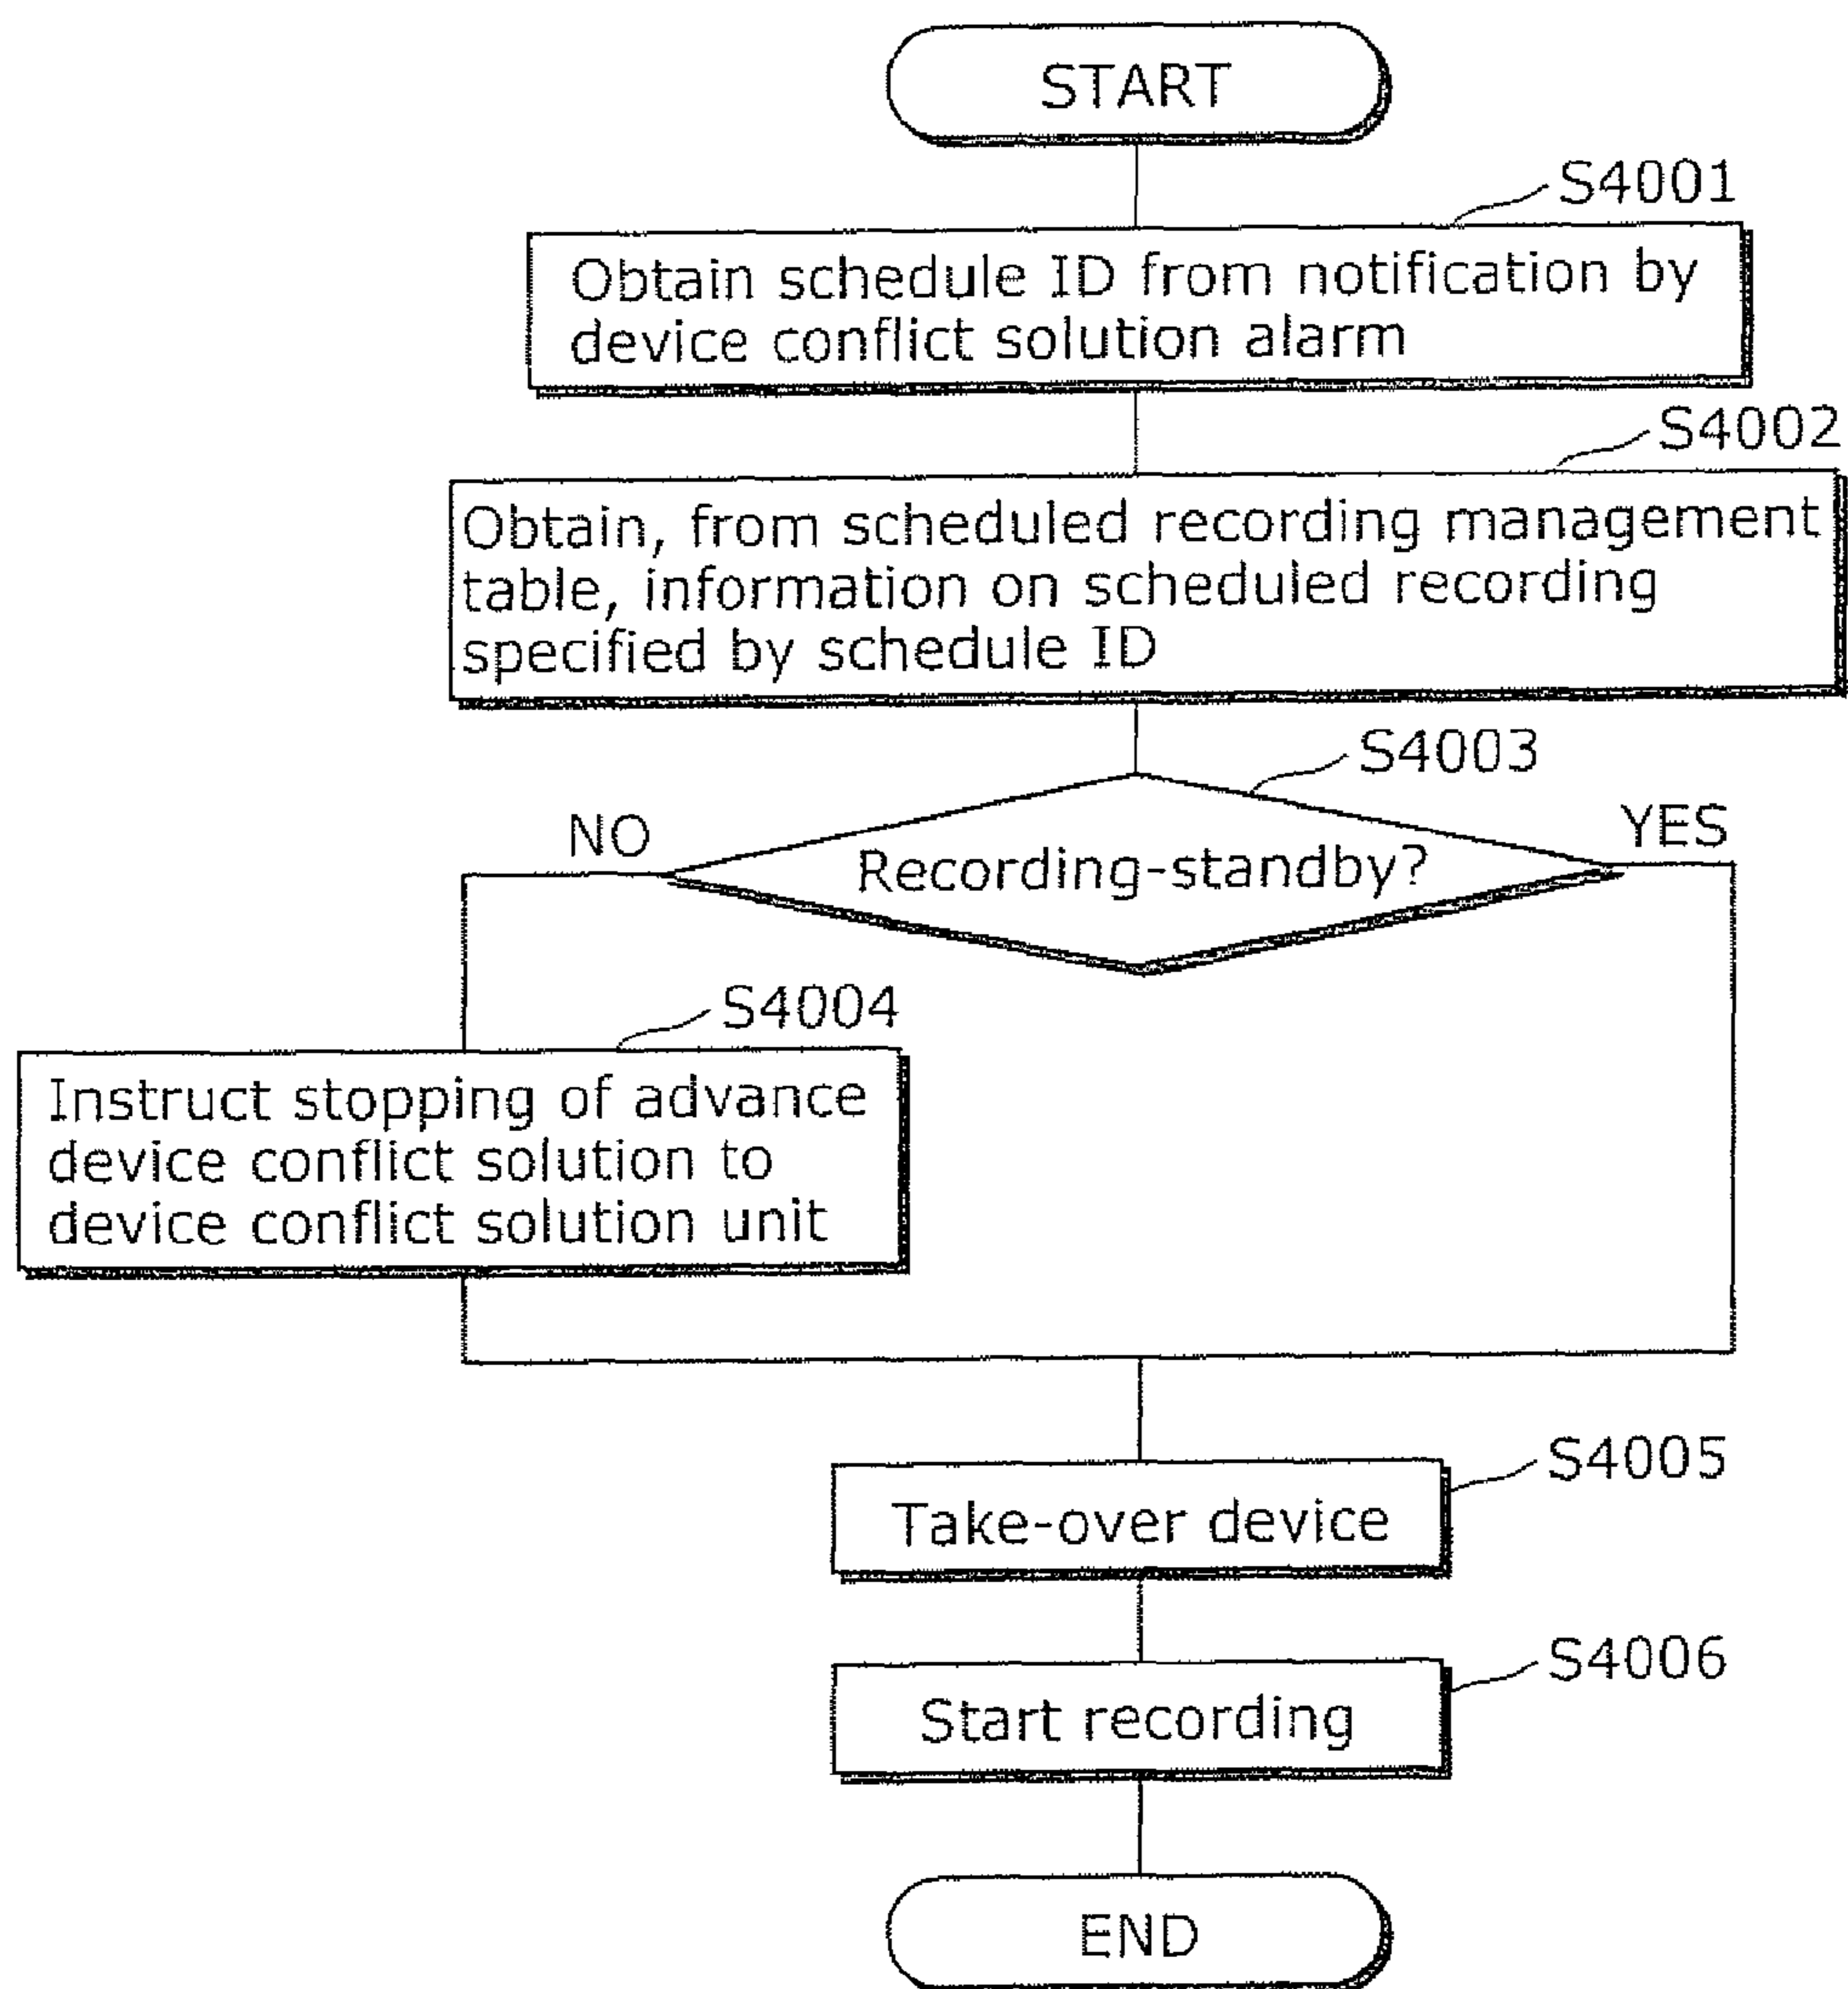 START
S4001
Obtain schedule ID from notification by
device conflict solution alarm
S4002
Obtain, from scheduled recording management
table, information on scheduled recording
specified by schedule ID
S4003
NO
YES
Recording-standby?
S4004
Instruct stopping of advance
device conflict solution to
device conflict solution unit
S4005
Take-over device
S4006
Start recording
END